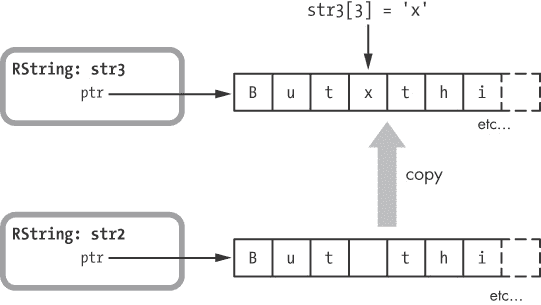 str3[3] = 'x'
RString: str3
ptr
B u t x t h i
etc...
copy
RString: str2
ptr
B u t t h i
etc...